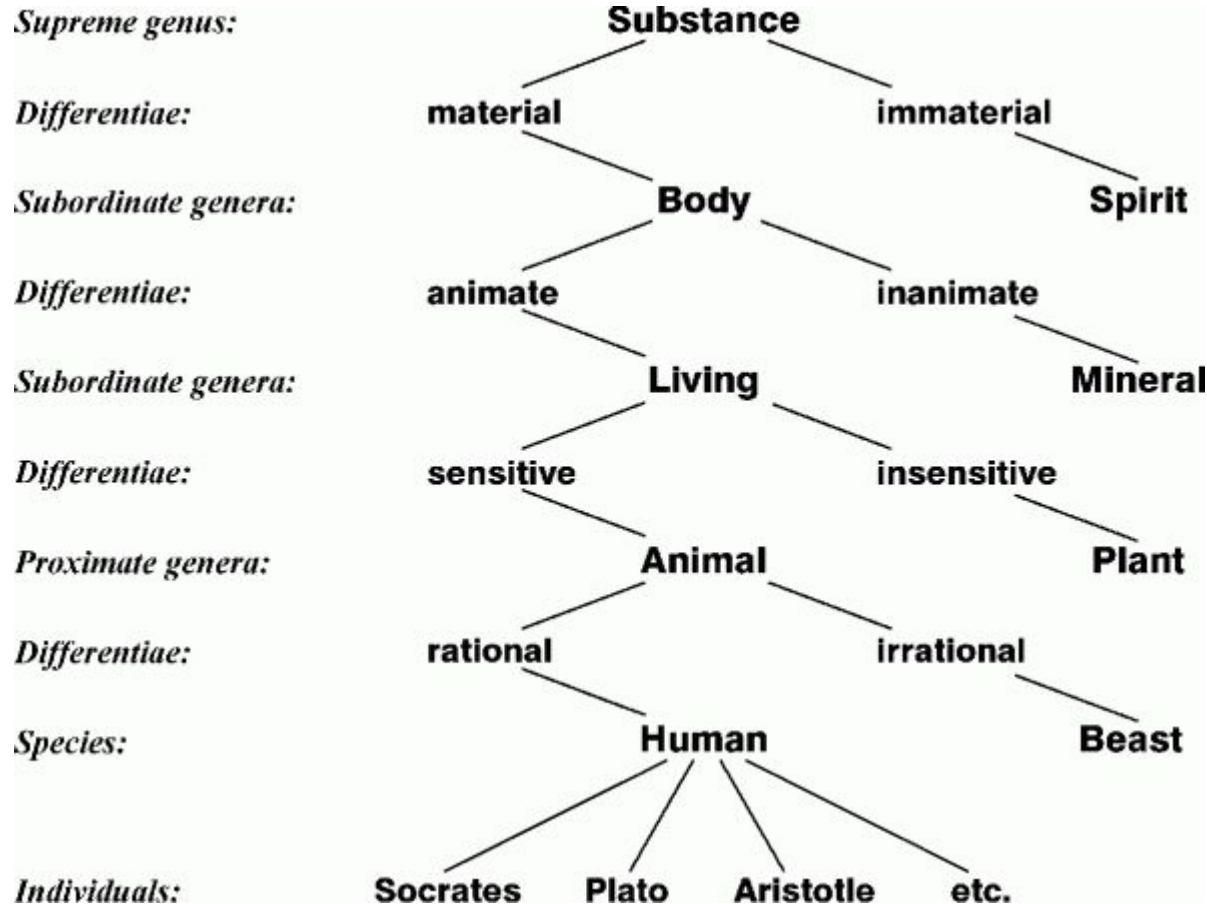 Supreme genus: Substance
Differentiae: material immaterial
Subordinate genera: Body Spirit
Differentiae: animate inanimate
Subordinate genera: Living Mineral
Differentiae: sensitive insensitive
Proximate genera: Animal Plant
Differentiae: rational irrational
Species: Human Beast
Individuals: Socrates Plato Aristotle etc.